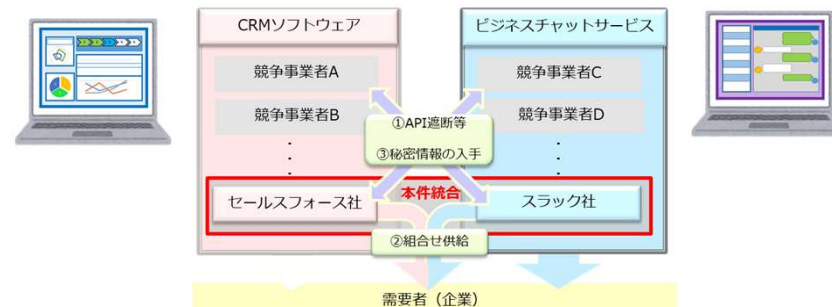 CRMソフトウェア
ビジネスチャットサービス
競争事業者A
競争事業者C
競争事業者B
競争事業者D
①API遮断等
③秘密情報の入手
本件統合
セールスフォース社
スラック社
②組合せ供給
需要者（企業）